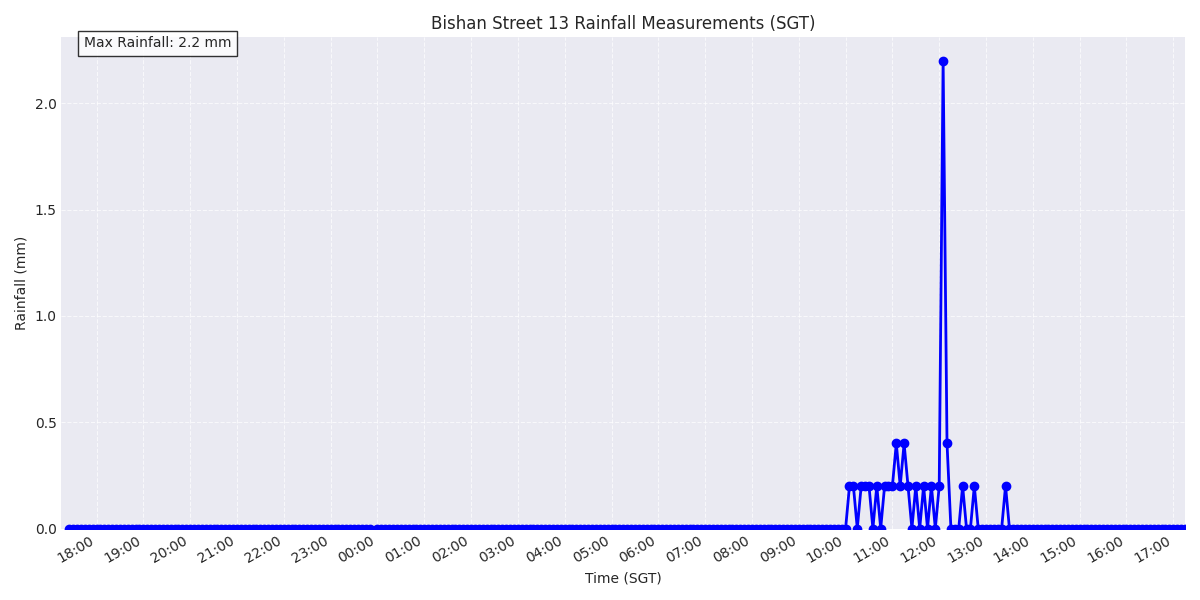 Bishan Street 13 Rainfall Measurements (SGT)
Max Rainfall: 2.2 mm
Rainfall (mm)
2.0
1.5
1.0
0.5
0.0
18:00 19:00 20:00 21:00 22:00 23:00 00:00 01:00 02:00 03:00 04:00 05:00 06:00 07:00 08:00 09:00 10:00 11:00 12:00 13:00 14:00 15:00 16:00 17:00
Time (SGT)